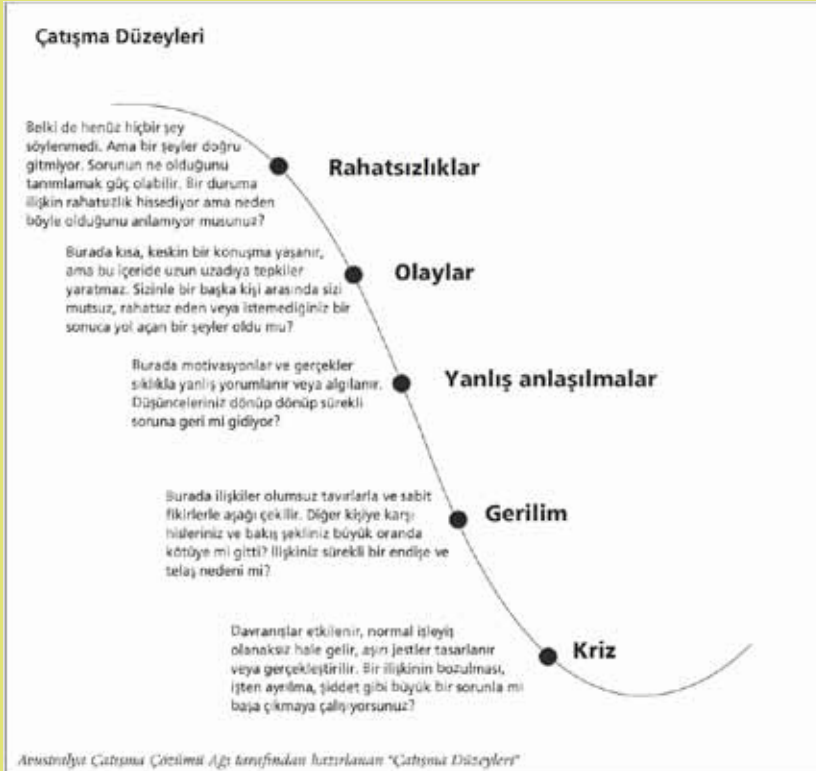 Çatışma Düzeyleri
Belki de henüz hiçbir şey
söylenmedi. Ama bir şeyler doğru
gitmiyor. Sorunun ne olduğunu
tanımlamak güç olabilir. Bir duruma
ilişkin rahatsızlık hissediyor ama neden
böyle olduğunu anlamıyor musunuz?
Rahatsızlıklar
Burada kısa, keskin bir konuşma yaşanır,
ama bu içeride uzun uzadıya tepkiler
yaratmaz. Sizinle bir başka kişi arasında sizi
mutsuz, rahatsız eden veya istemediğiniz bir
sonuca yol açan bir şeyler oldu mu?
Olaylar
Burada motivasyonlar ve gerçekler
sıklıkla yanlış yorumlanır veya algılanır.
Düşünceleriniz dönüp dönüp sürekli
soruna geri mi gidiyor?
Yanlış anlaşılmalar
Burada ilişkiler olumsuz tavırlarla ve sabit
fikirlerle aşağı çekilir. Diğer kişiye karşı
hisleriniz ve bakış şekliniz büyük oranda
kötüye mi gitti? İlişkiniz sürekli bir endişe ve
telaş nedeni mi?
Gerilim
Davranışlar etkilenir, normal işleyiş
olanaksız hale gelir, aşırı jestler tasarlanır
veya gerçekleştirilir. Bir ilişkinin bozulması,
işten ayrılma, şiddet gibi büyük bir sorunla mı
başa çıkmaya çalışıyorsunuz?
Kriz
Avustralya Çatışma Çözümü Ağı tarafından hazırlanan "Çatışma Düzeyleri"